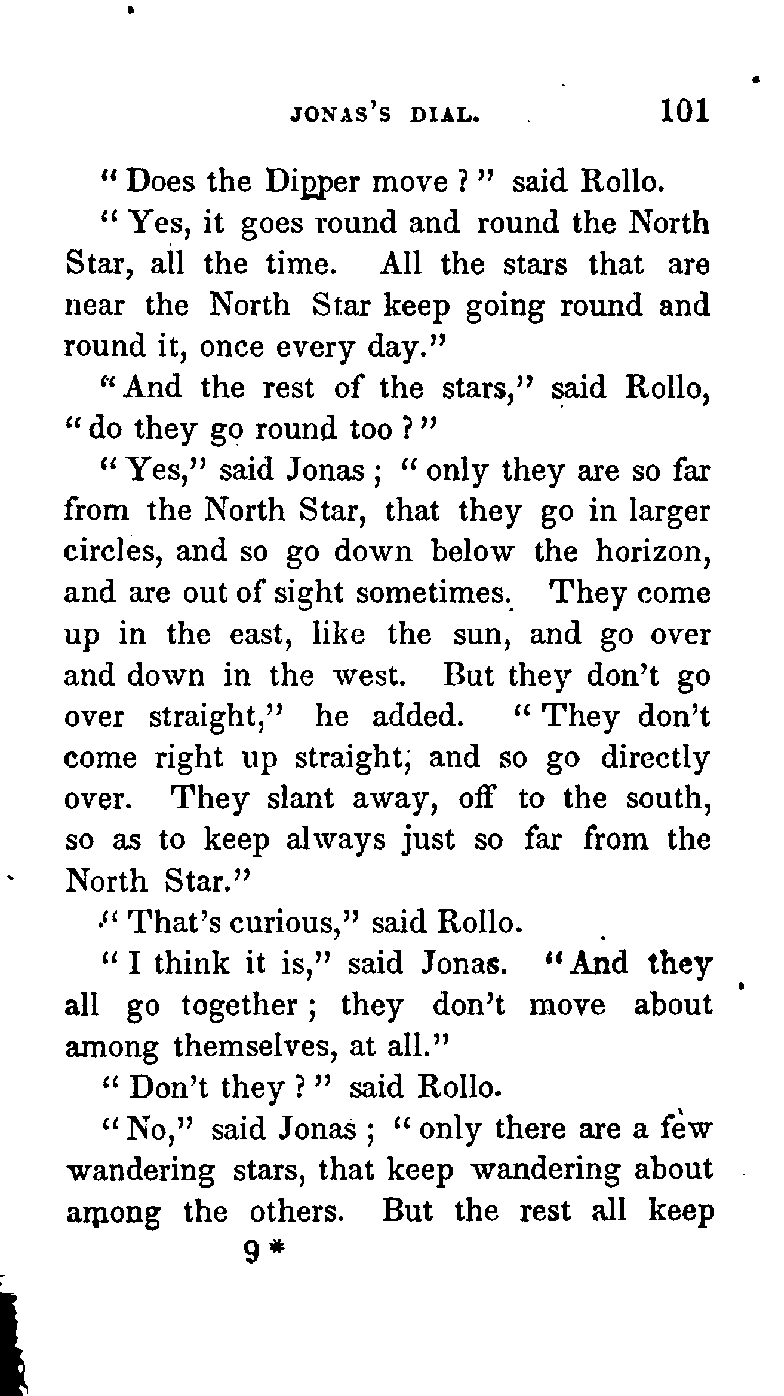 JONAS'S DIAL. 101
"Does the Dipper move?" said Rollo.
"Yes, it goes round and round the North
Star, all the time. All the stars that are
near the North Star keep going round and
round it, once every day."
"And the rest of the stars," said Rollo,
"do they go round too?"
"Yes," said Jonas; "only they are so far
from the North Star, that they go in larger
circles, and so go down below the horizon,
and are out of sight sometimes. They come
up in the east, like the sun, and go over
and down in the west. But they don't go
over straight," he added. "They don't
come right up straight, and so go directly
over. They slant away, off to the south,
so as to keep always just so far from the
North Star."
"That's curious," said Rollo.
"I think it is," said Jonas. "And they
all go together; they don't move about
among themselves, at all."
"Don't they?" said Rollo.
"No," said Jonas; "only there are a few
wandering stars, that keep wandering about
among the others. But the rest all keep
9*